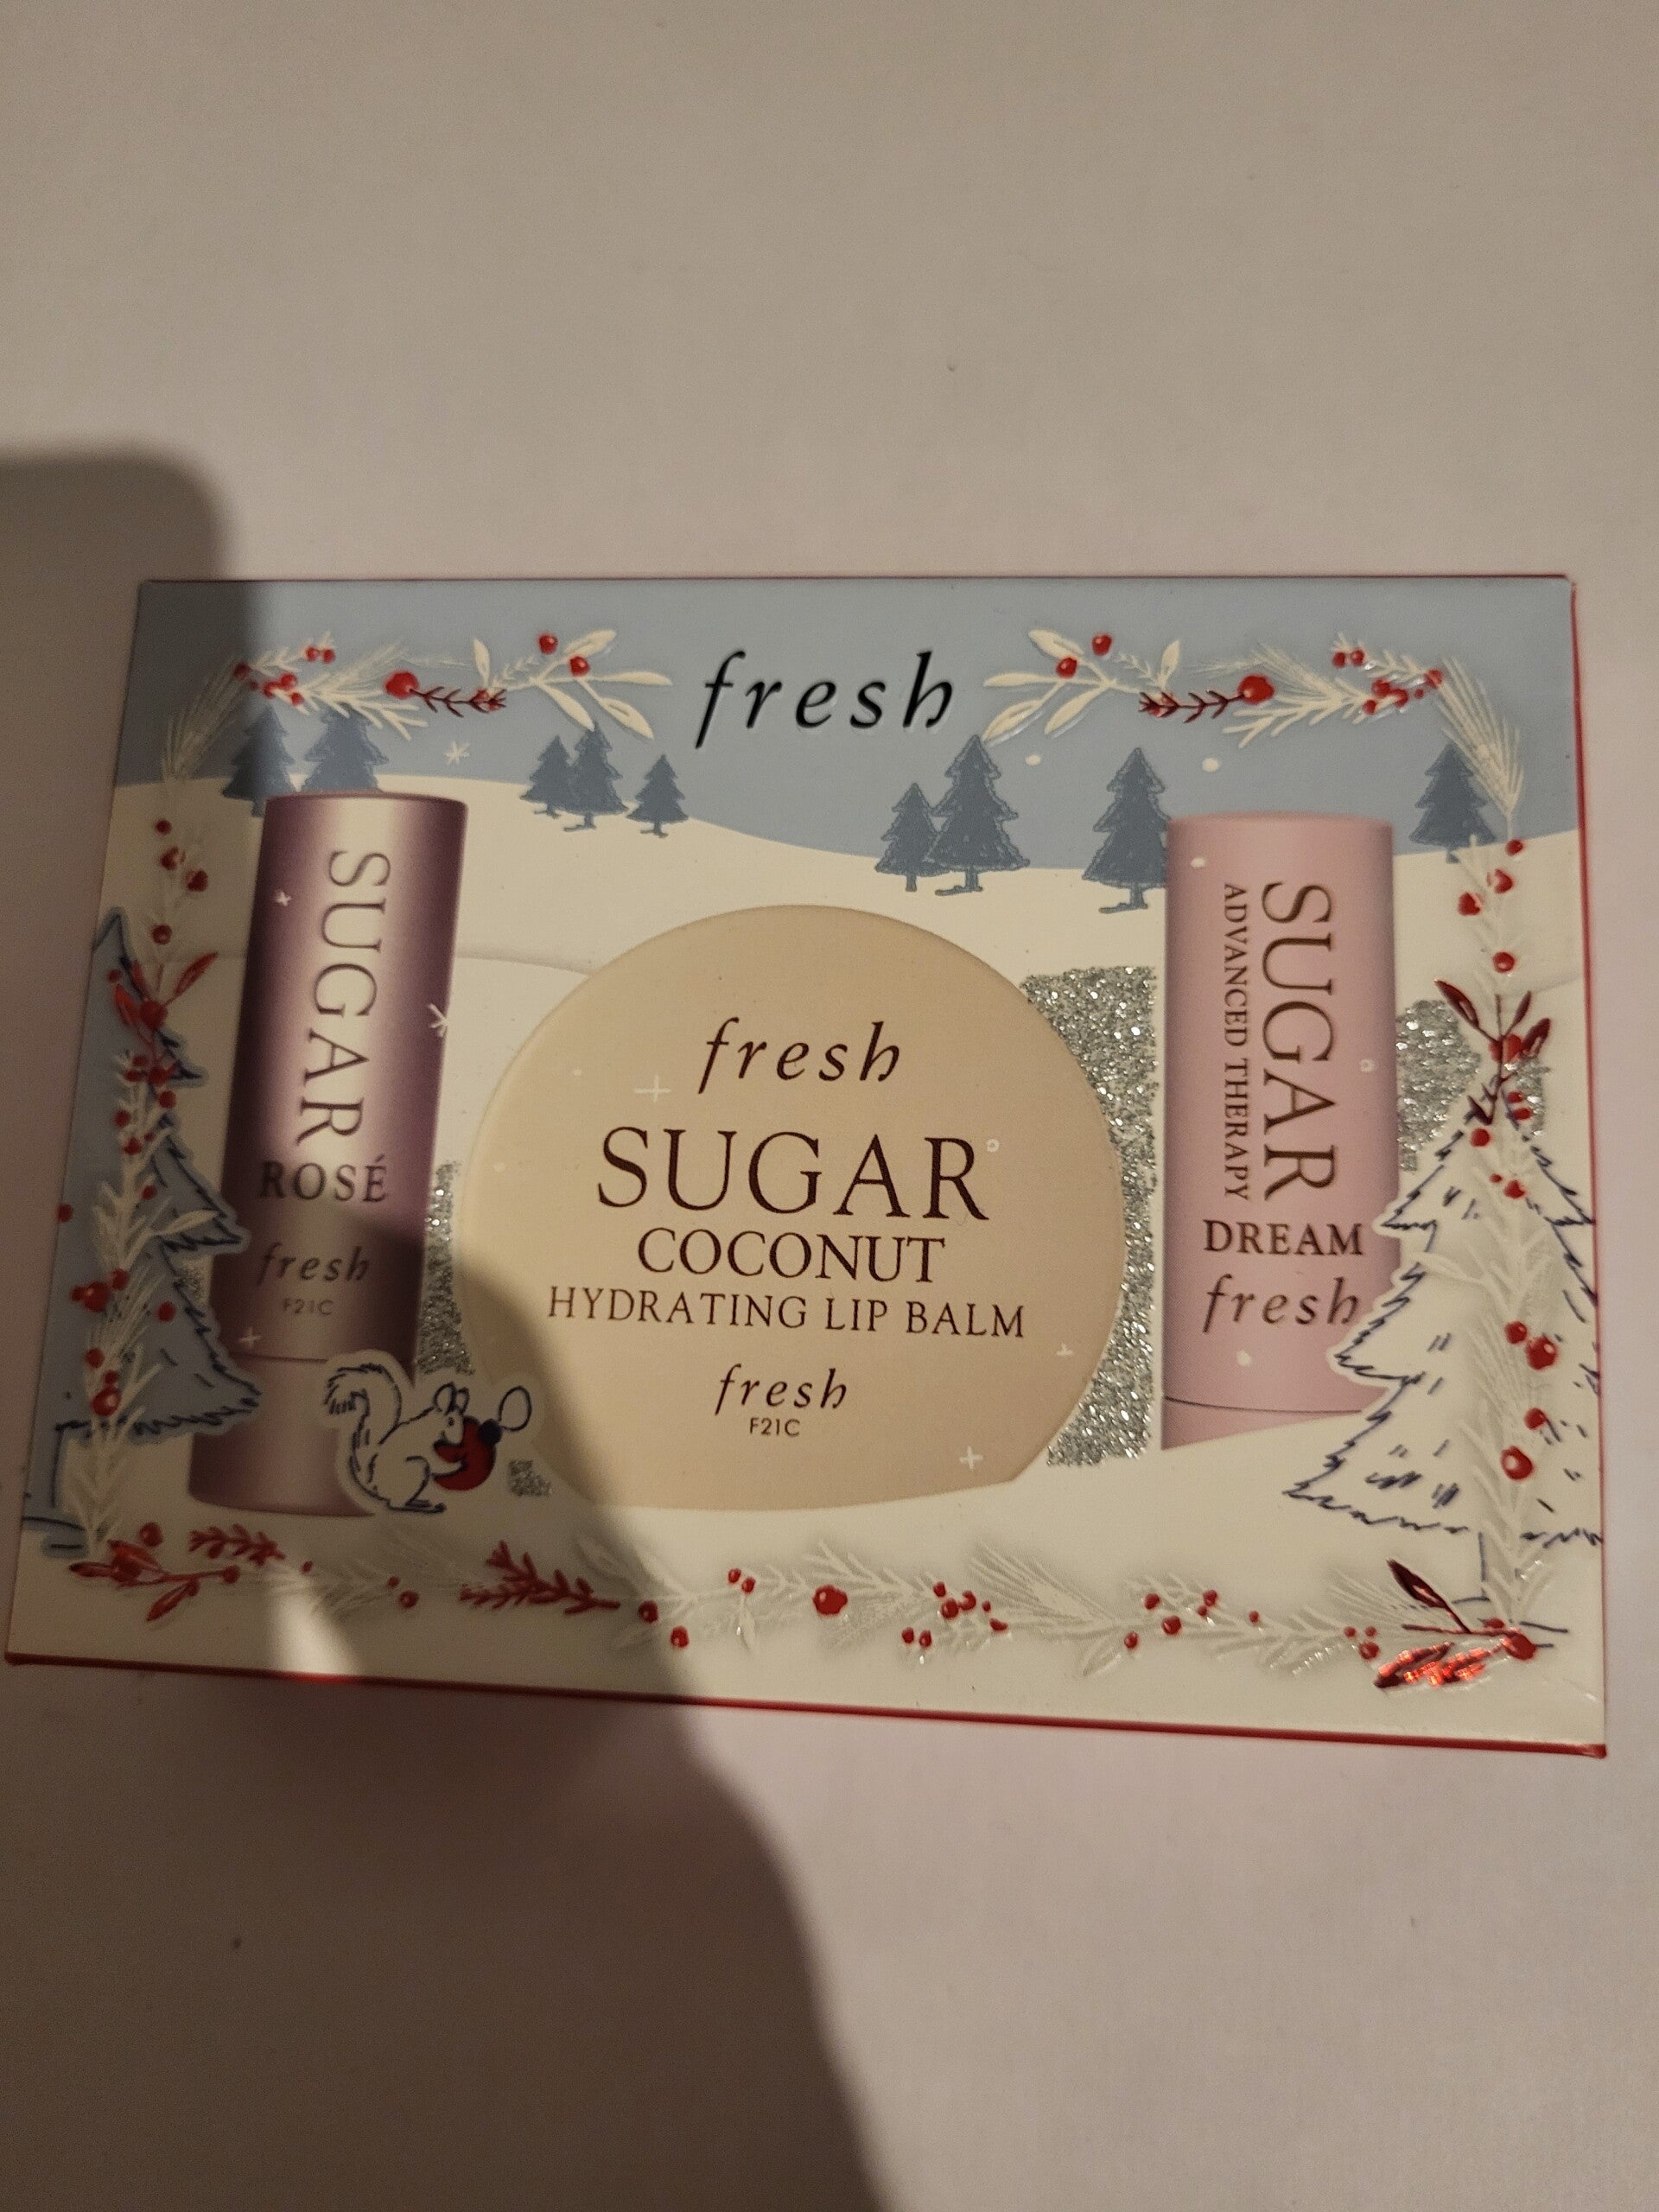 fresh
SUGAR
ROSÉ
fresh
F21C
fresh
SUGAR
COCONUT
HYDRATING LIP BALM
fresh
F21C
SUGAR
ADVANCED THERAPY
DREAM
fresh